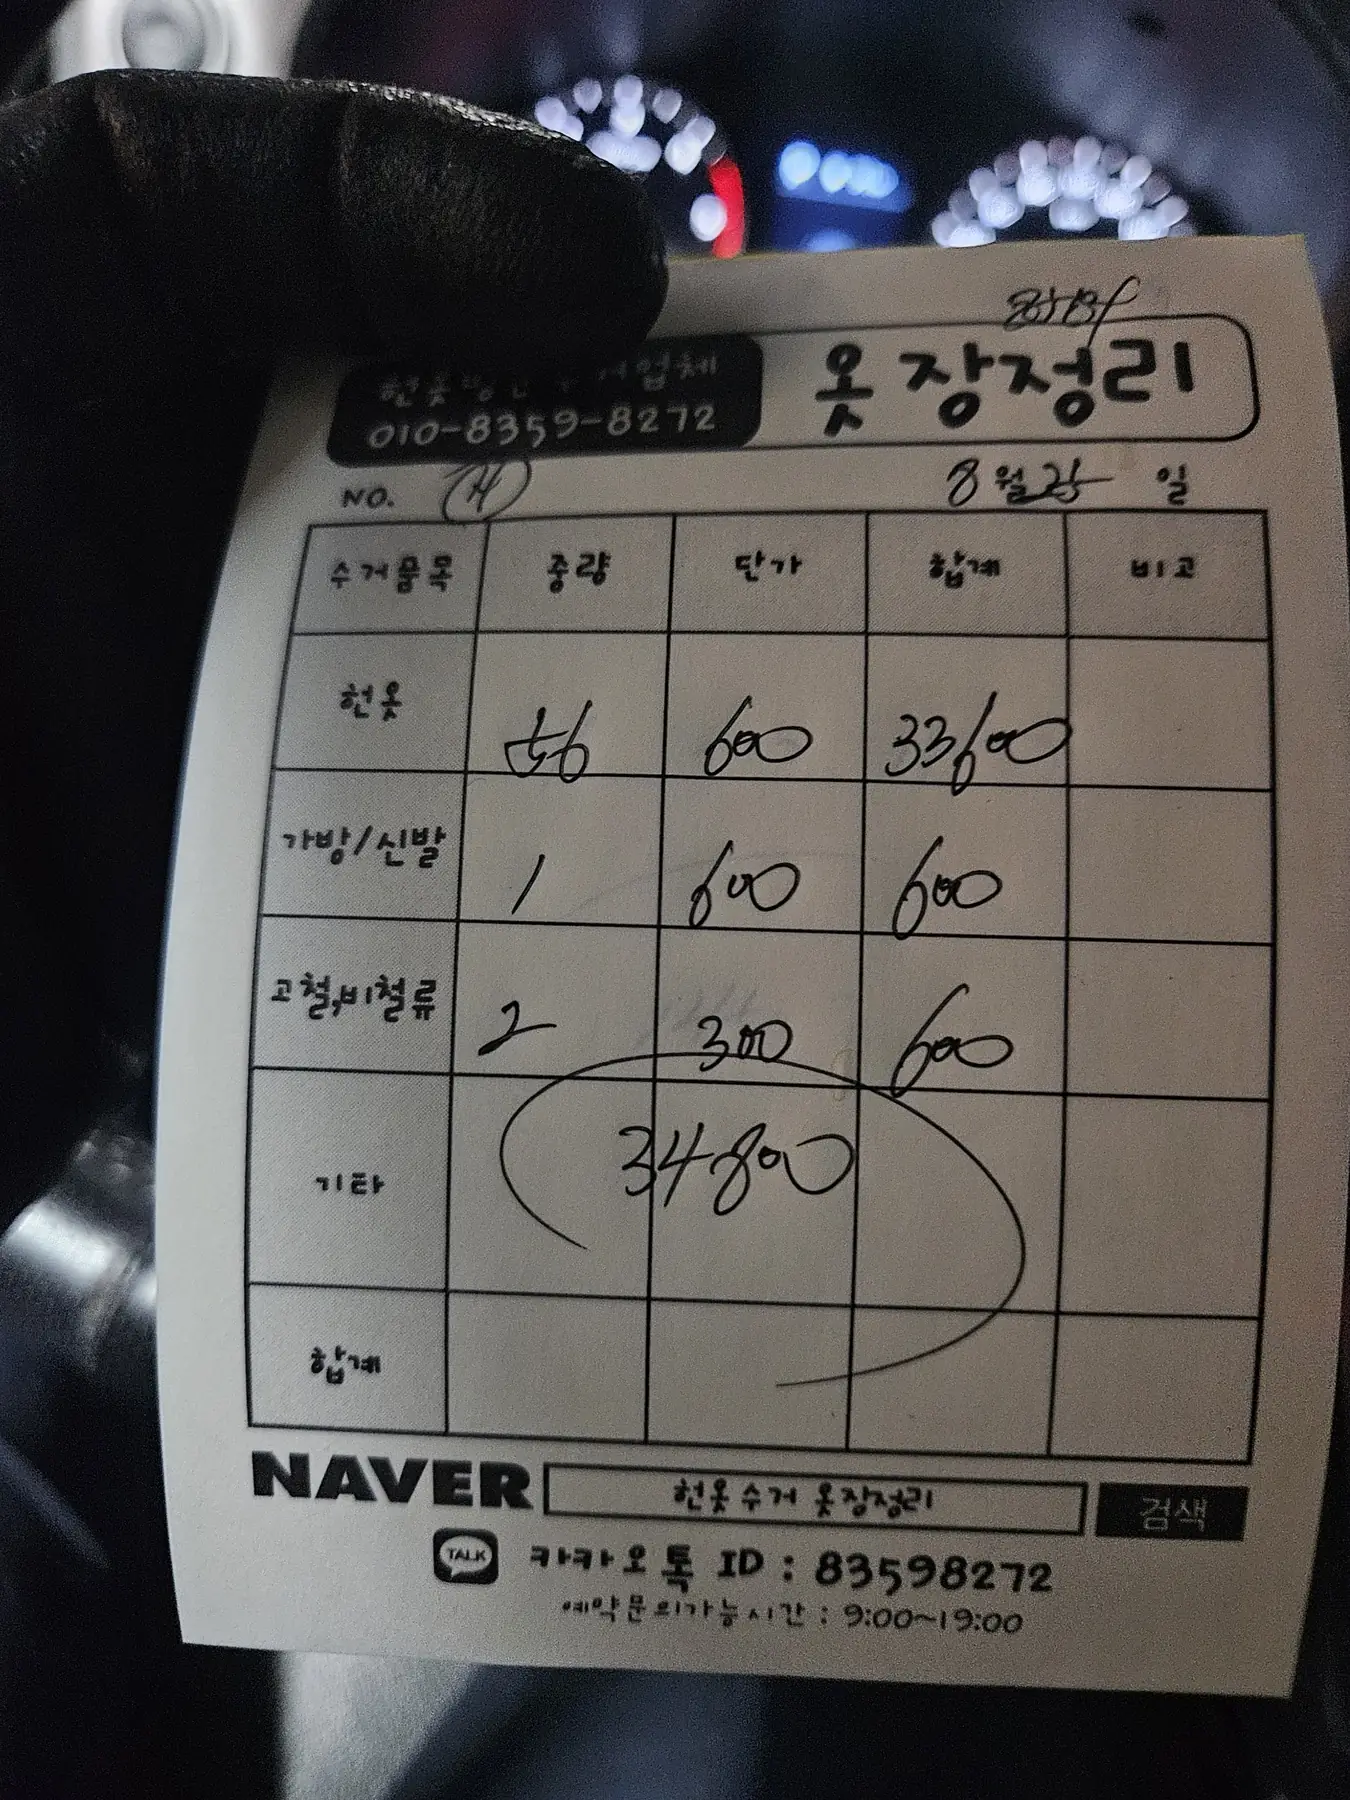 옷장정리
010-8359-8272
NO. 8월 25 일
수거품목 중량 단가 합계 비고
헌옷 56 600 33600
가방/신발 1 600 600
고철,비철류 2 300 600
기타 34800
합계
NAVER 헌옷수거 옷장정리 검색
TALK 카카오톡 ID : 83598272
예약문의가능시간 : 9:00~19:00